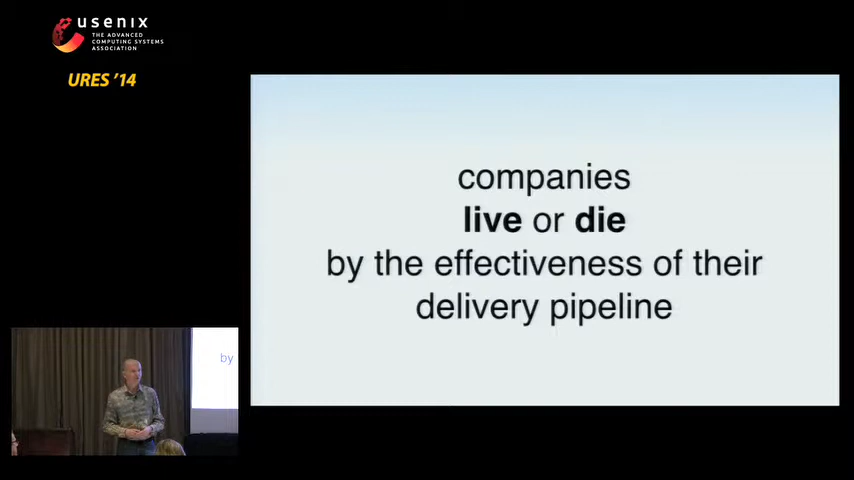 usenix
THE ADVANCED
COMPUTING SYSTEMS
ASSOCIATION
URES '14
companies
live or die
by the effectiveness of their
delivery pipeline
by